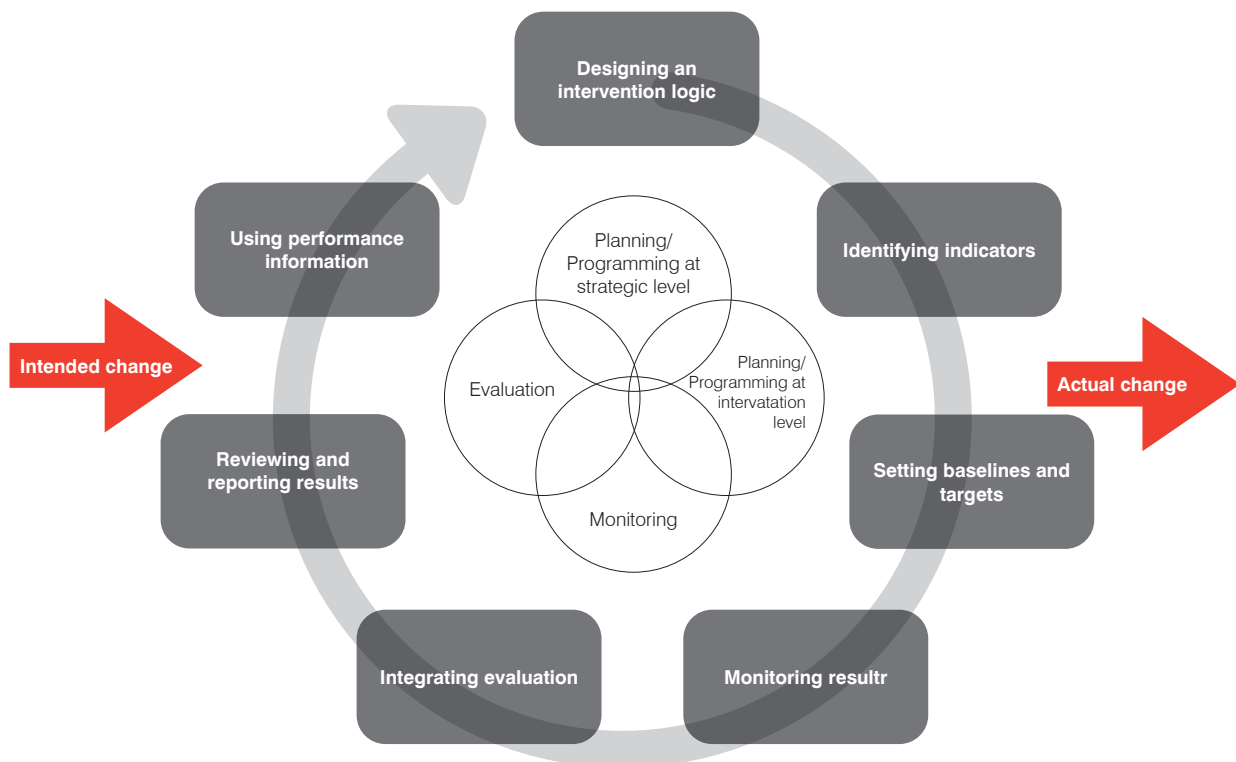 Designing an
intervention logic
Identifying indicators
Setting baselines and
targets
Monitoring resultr
Integrating evaluation
Reviewing and
reporting results
Using performance
information
Intended change
Actual change
Planning/
Programming at
strategic level
Planning/
Programming at
intervatation
level
Monitoring
Evaluation